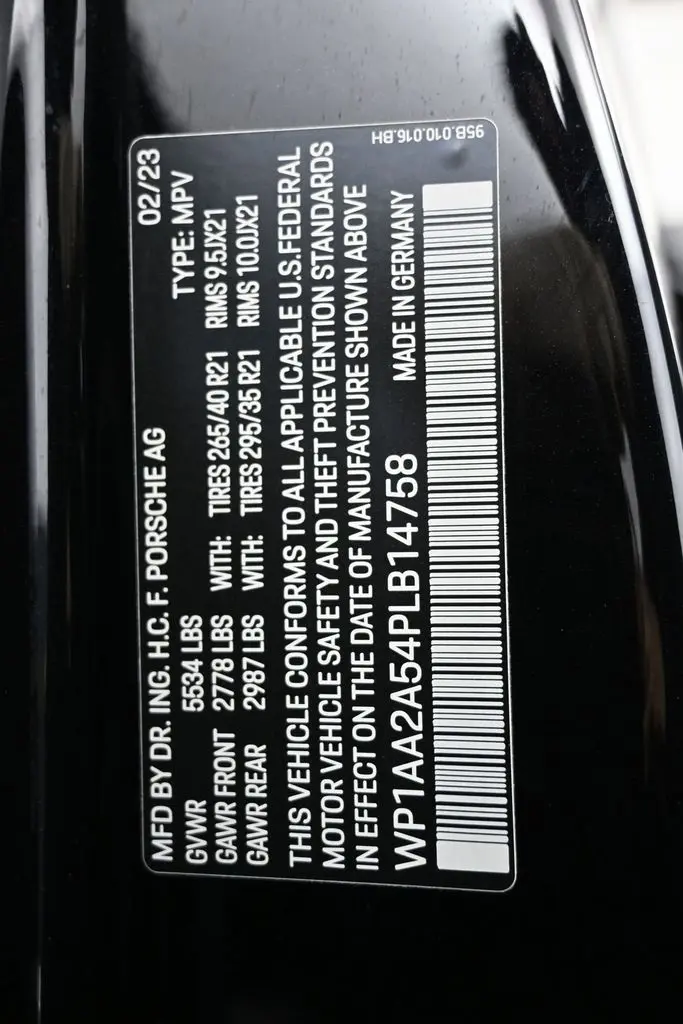 MFD BY DR. ING. H.C. F. PORSCHE AG 02/23
GVWR 5534 LBS TYPE: MPV
GAWR FRONT 2778 LBS WITH: TIRES 265/40 R21 RIMS 9.5JX21
GAWR REAR 2987 LBS WITH: TIRES 295/35 R21 RIMS 10.0JX21
THIS VEHICLE CONFORMS TO ALL APPLICABLE U.S.FEDERAL
MOTOR VEHICLE SAFETY AND THEFT PREVENTION STANDARDS
IN EFFECT ON THE DATE OF MANUFACTURE SHOWN ABOVE
WP1AA2A54PLB14758 MADE IN GERMANY
95B.010.016.BH